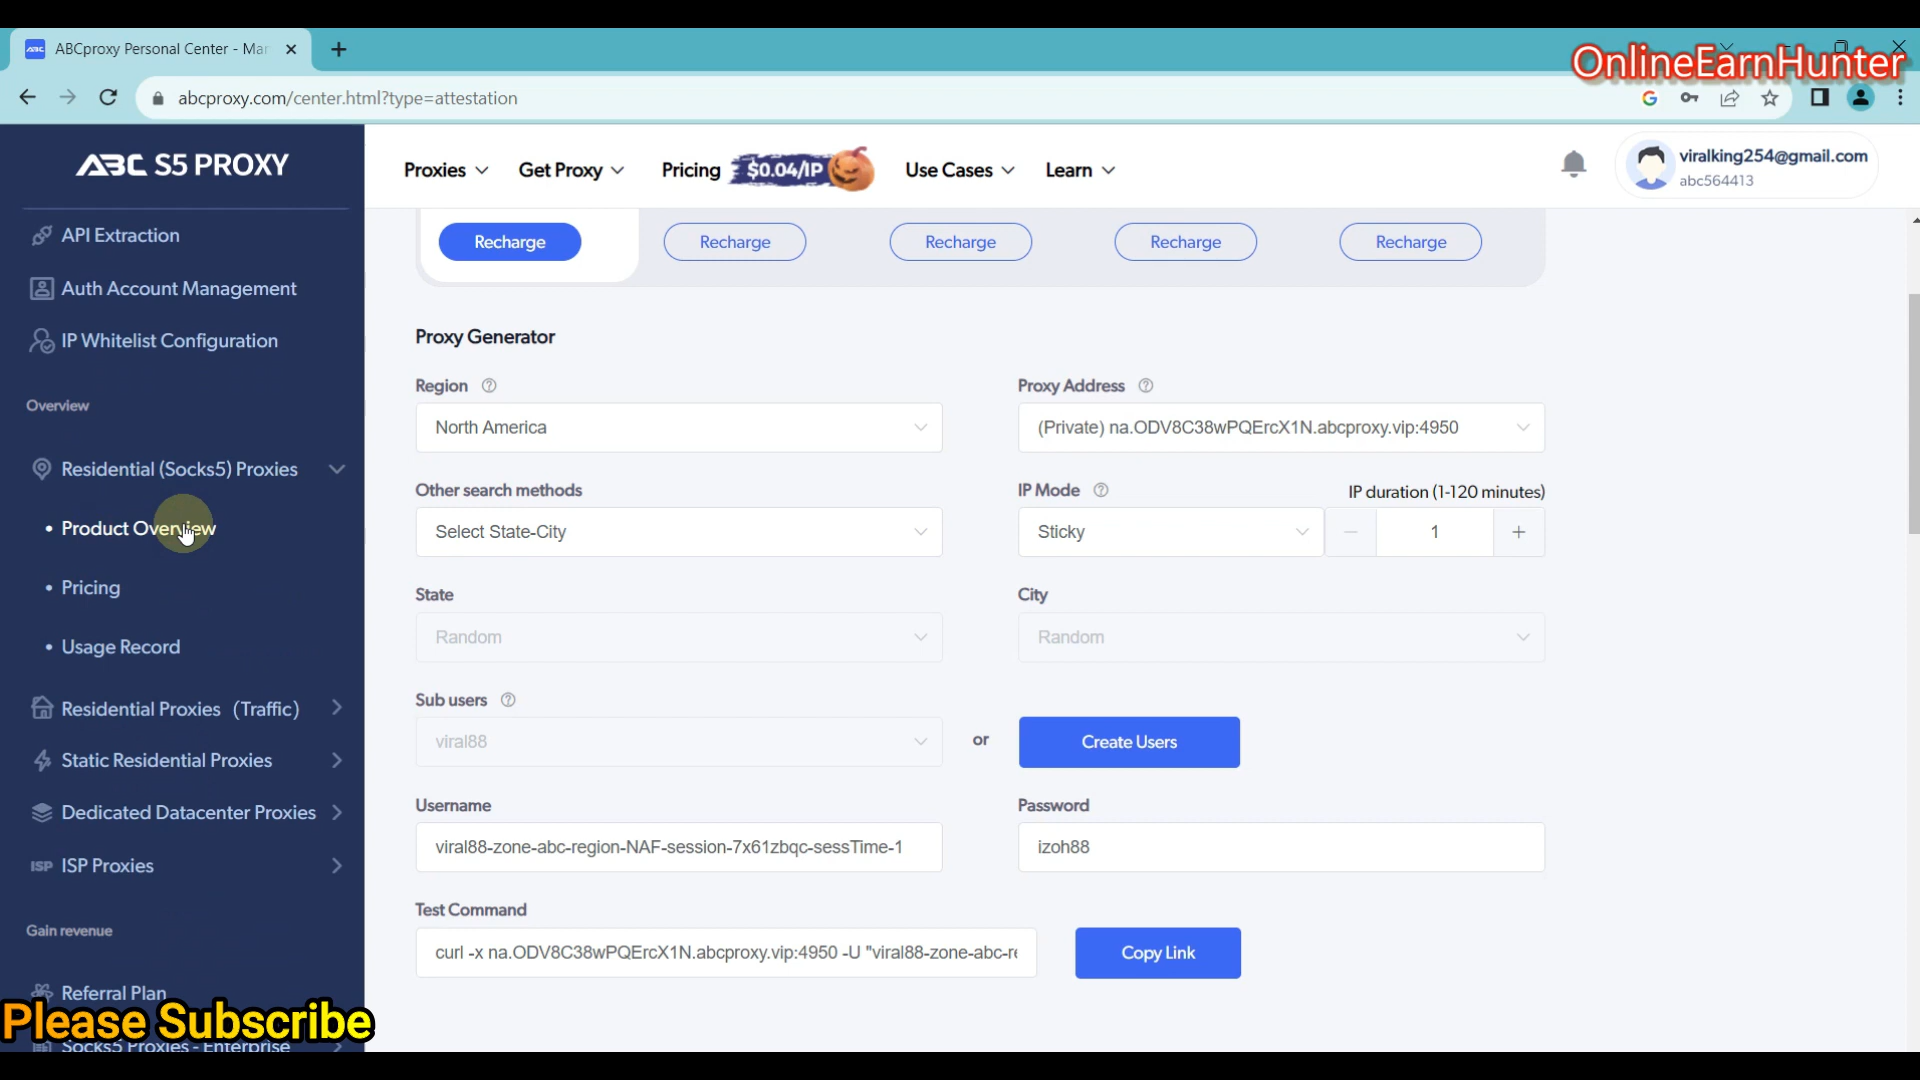 ABCproxy Personal Center - Mar
OnlineEarnHunter
abcproxy.com/center.html?type=attestation
ABC S5 PROXY
Proxies
Get Proxy
Pricing
$0.04/IP
Use Cases
Learn
viralking254@gmail.com
abc564413
API Extraction
Auth Account Management
IP Whitelist Configuration
Overview
Residential (Socks5) Proxies
• Product Overview
• Pricing
• Usage Record
Residential Proxies (Traffic)
Static Residential Proxies
Dedicated Datacenter Proxies
ISP ISP Proxies
Gain revenue
Referral Plan
Please Subscribe
Socks5 Proxies - Enterprise
Recharge
Recharge
Recharge
Recharge
Recharge
Proxy Generator
Region
Proxy Address
North America
(Private) na.ODV8C38wPQErcX1N.abcproxy.vip:4950
Other search methods
IP Mode
IP duration (1-120 minutes)
Select State-City
Sticky
1
State
City
Random
Random
Sub users
viral88
or
Create Users
Username
Password
viral88-zone-abc-region-NAF-session-7x61zbqc-sessTime-1
izoh88
Test Command
curl -x na.ODV8C38wPQErcX1N.abcproxy.vip:4950 -U "viral88-zone-abc-re
Copy Link